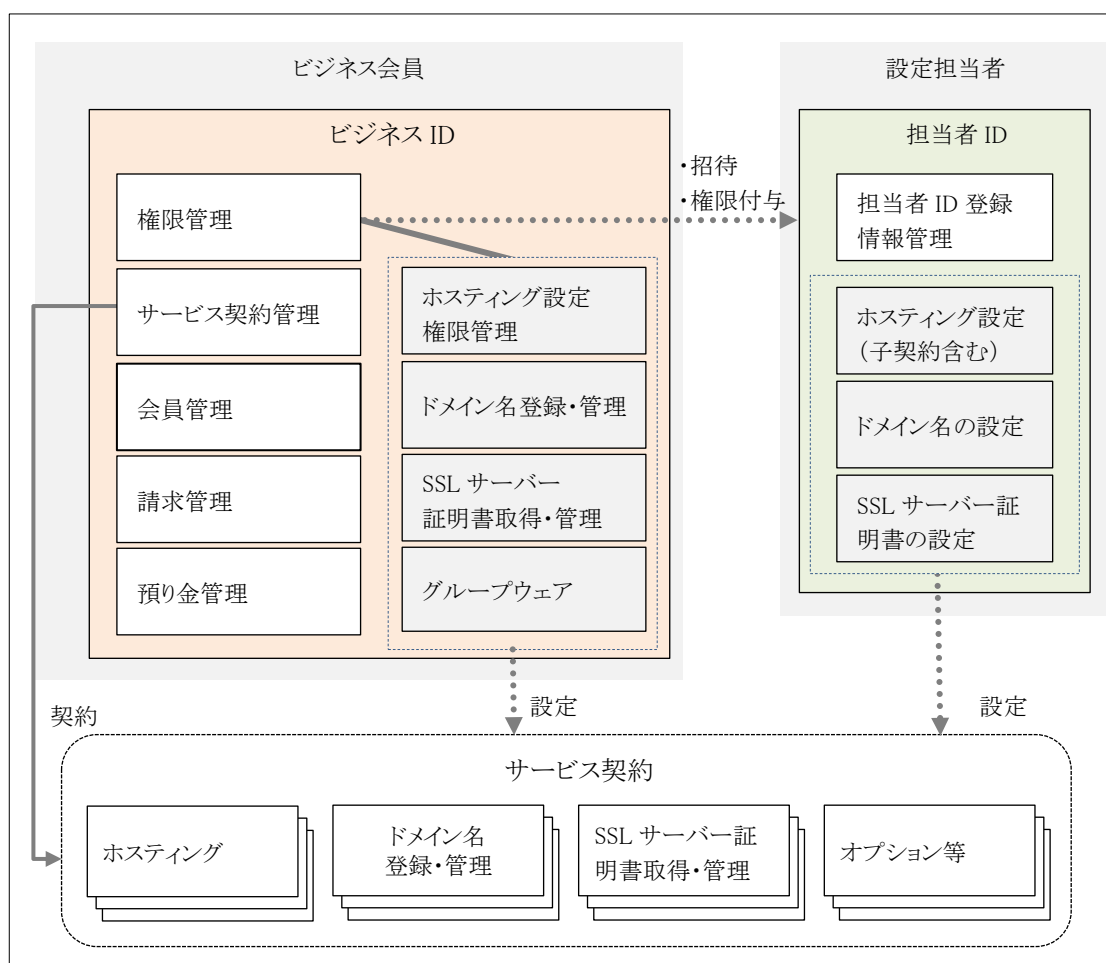 ビジネス会員
ビジネス ID
権限管理
サービス契約管理
会員管理
請求管理
預り金管理
ホスティング設定
権限管理
ドメイン名登録・管理
SSL サーバー
証明書取得・管理
グループウェア
・招待
・権限付与
設定担当者
担当者 ID
担当者 ID 登録
情報管理
ホスティング設定
（子契約含む）
ドメイン名の設定
SSL サーバー証
明書の設定
契約
設定
設定
サービス契約
ホスティング
ドメイン名
登録・管理
SSL サーバー証
明書取得・管理
オプション等